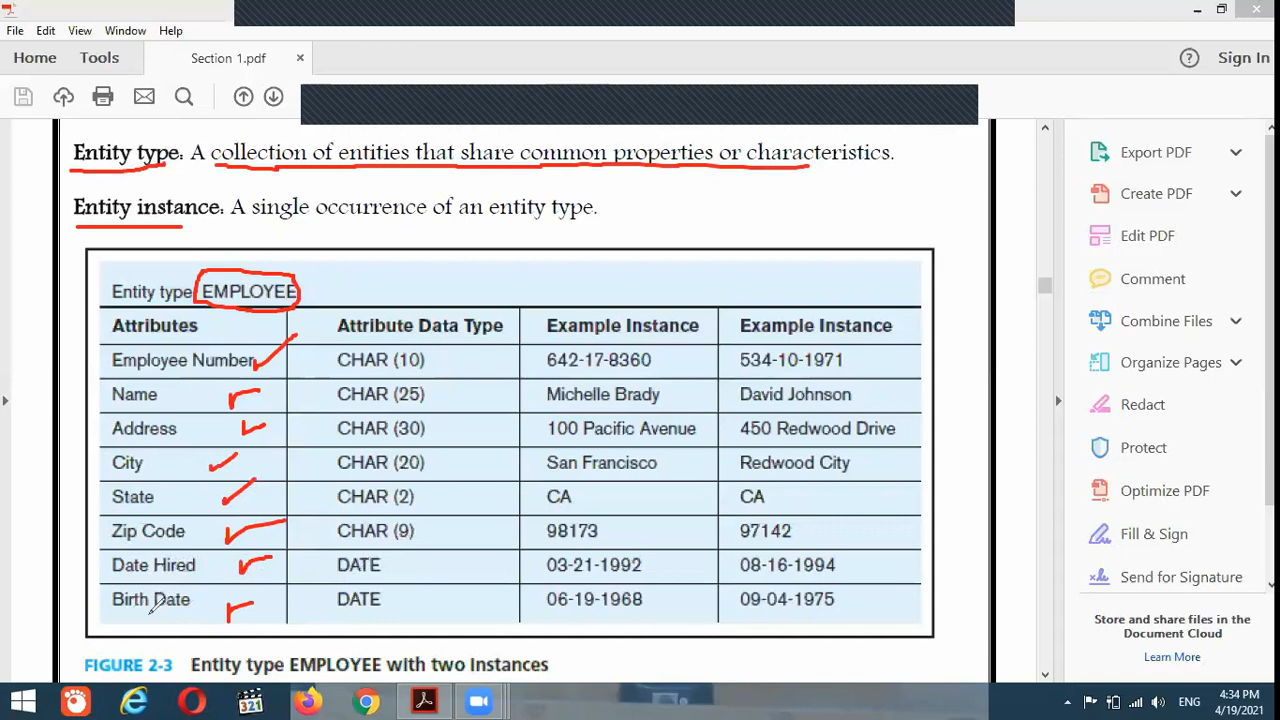 File Edit View Window Help
Home Tools Section 1.pdf × Sign In
Entity type: A collection of entities that share common properties or characteristics.
Entity instance: A single occurrence of an entity type.
Entity type EMPLOYEE
Attributes Attribute Data Type Example Instance Example Instance
Employee Number CHAR (10) 642-17-8360 534-10-1971
Name CHAR (25) Michelle Brady David Johnson
Address CHAR (30) 100 Pacific Avenue 450 Redwood Drive
City CHAR (20) San Francisco Redwood City
State CHAR (2) CA CA
Zip Code CHAR (9) 98173 97142
Date Hired DATE 03-21-1992 08-16-1994
Birth Date DATE 06-19-1968 09-04-1975
FIGURE 2-3 Entity type EMPLOYEE with two instances
Export PDF
Create PDF
Edit PDF
Comment
Combine Files
Organize Pages
Redact
Protect
Optimize PDF
Fill & Sign
Send for Signature
Store and share files in the
Document Cloud
Learn More
321
ENG
4:34 PM
4/19/2021